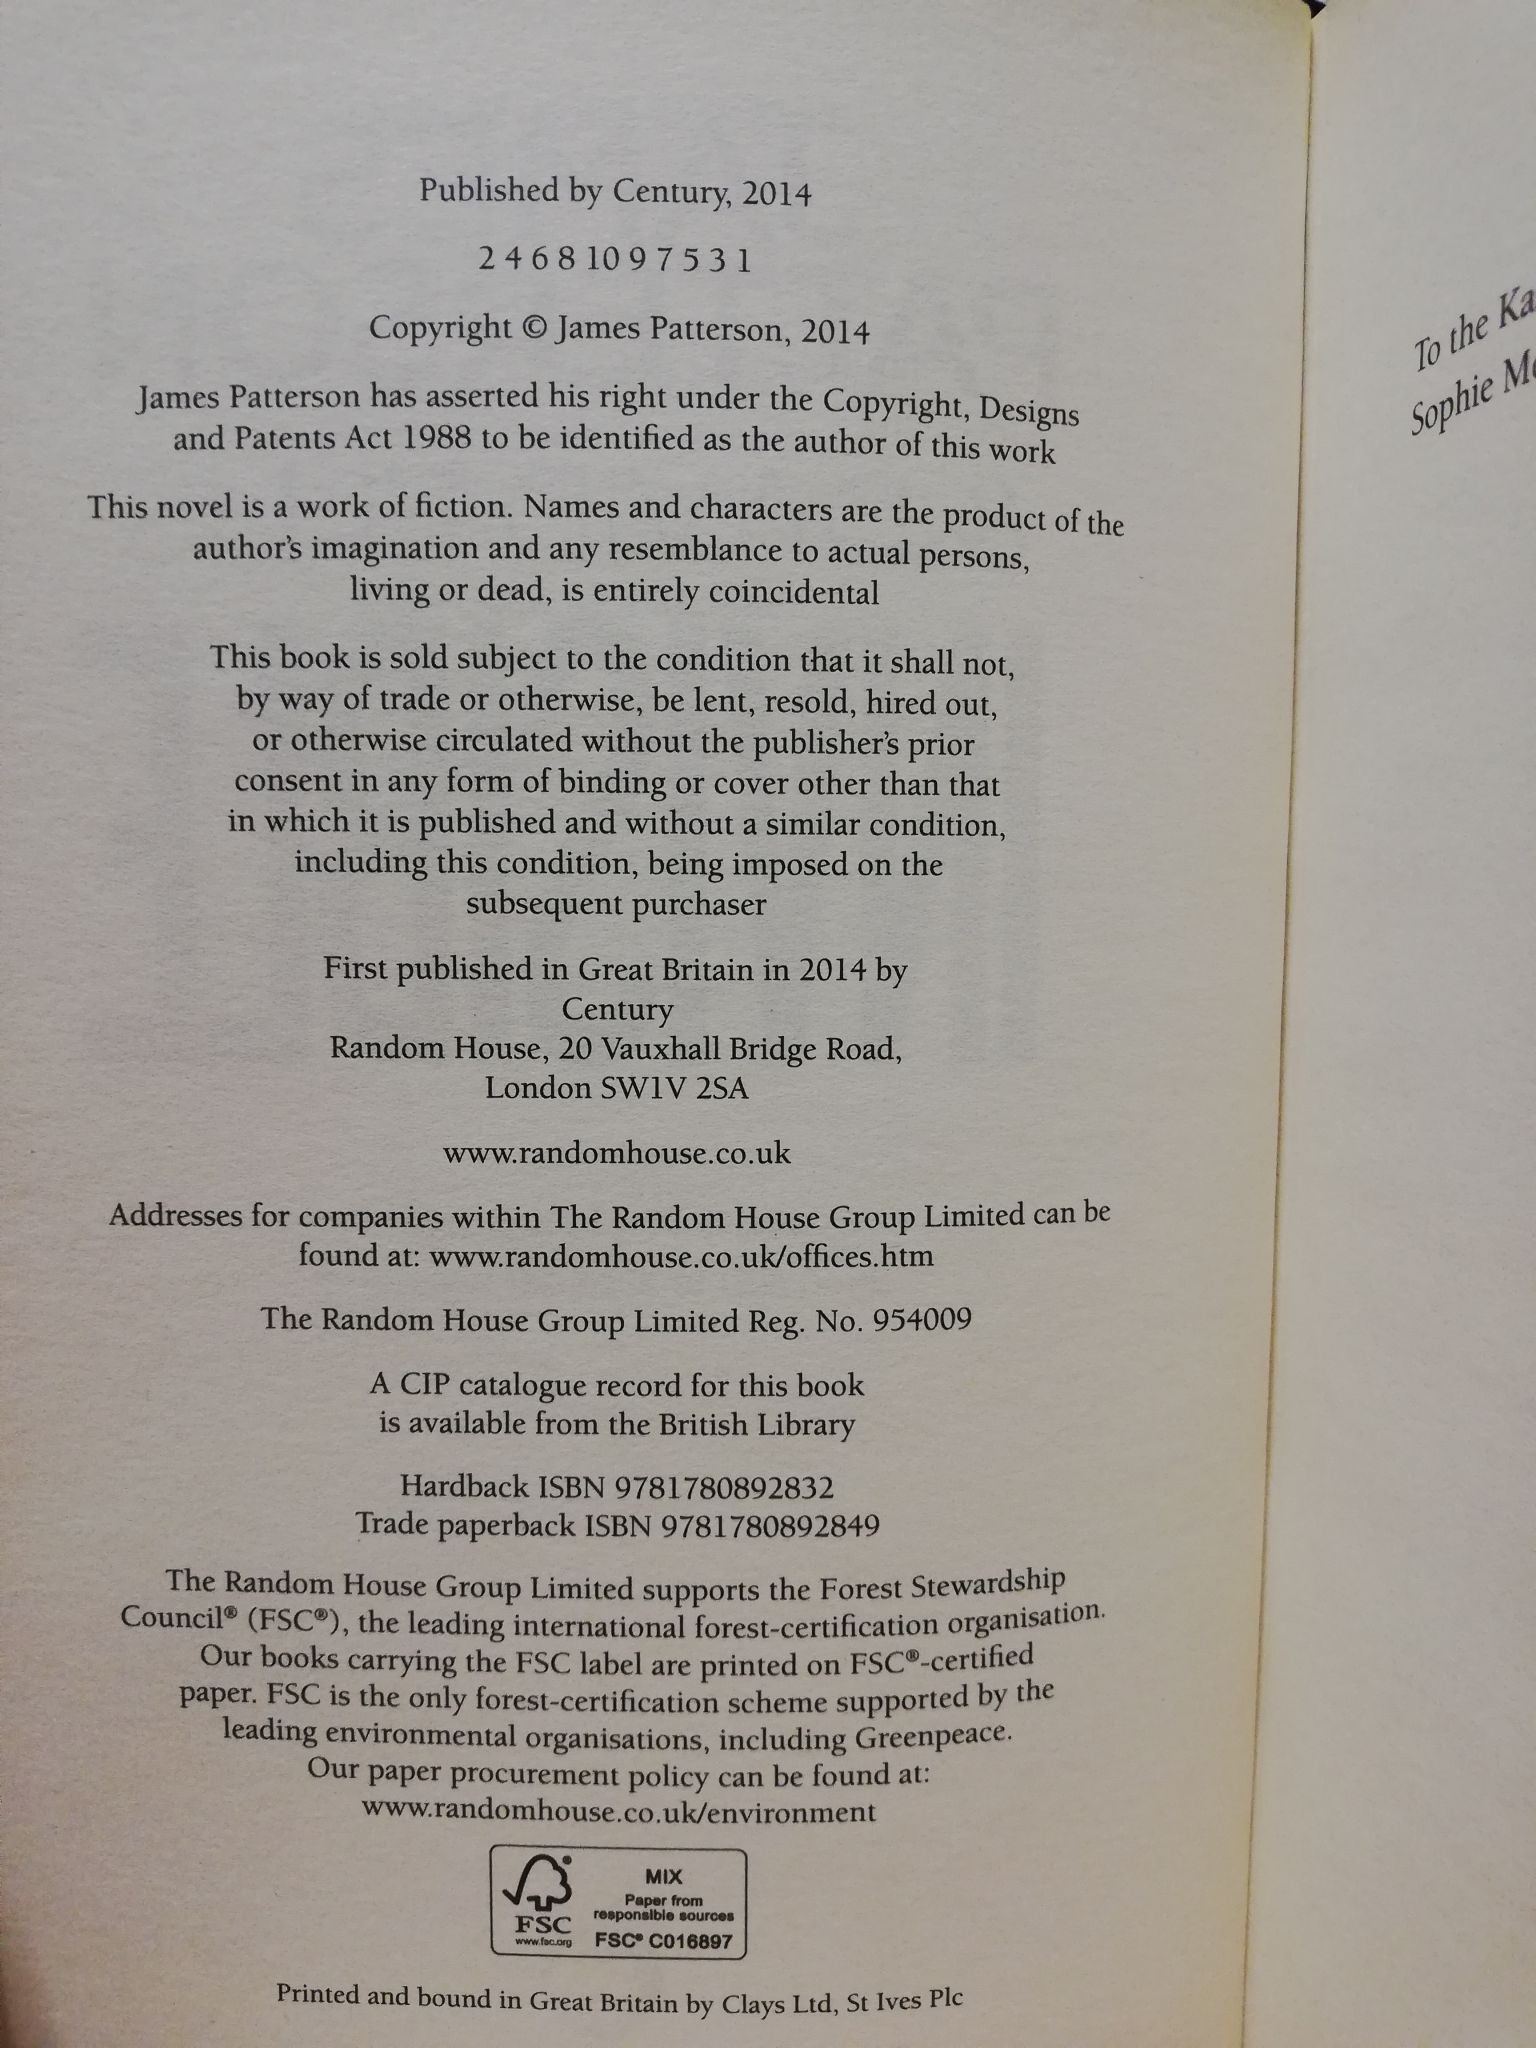 Published by Century, 2014
2 4 6 8 10 9 7 5 3 1
Copyright © James Patterson, 2014
James Patterson has asserted his right under the Copyright, Designs
and Patents Act 1988 to be identified as the author of this work
This novel is a work of fiction. Names and characters are the product of the
author's imagination and any resemblance to actual persons,
living or dead, is entirely coincidental
This book is sold subject to the condition that it shall not,
by way of trade or otherwise, be lent, resold, hired out,
or otherwise circulated without the publisher's prior
consent in any form of binding or cover other than that
in which it is published and without a similar condition,
including this condition, being imposed on the
subsequent purchaser
First published in Great Britain in 2014 by
Century
Random House, 20 Vauxhall Bridge Road,
London SW1V 2SA
www.randomhouse.co.uk
Addresses for companies within The Random House Group Limited can be
found at: www.randomhouse.co.uk/offices.htm
The Random House Group Limited Reg. No. 954009
A CIP catalogue record for this book
is available from the British Library
Hardback ISBN 9781780892832
Trade paperback ISBN 9781780892849
The Random House Group Limited supports the Forest Stewardship
Council® (FSC®), the leading international forest-certification organisation.
Our books carrying the FSC label are printed on FSC®-certified
paper. FSC is the only forest-certification scheme supported by the
leading environmental organisations, including Greenpeace.
Our paper procurement policy can be found at:
www.randomhouse.co.uk/environment
FSC
www.fsc.org
MIX
Paper from
responsible sources
FSC® C016897
Printed and bound in Great Britain by Clays Ltd, St Ives Plc
To the
Sophie